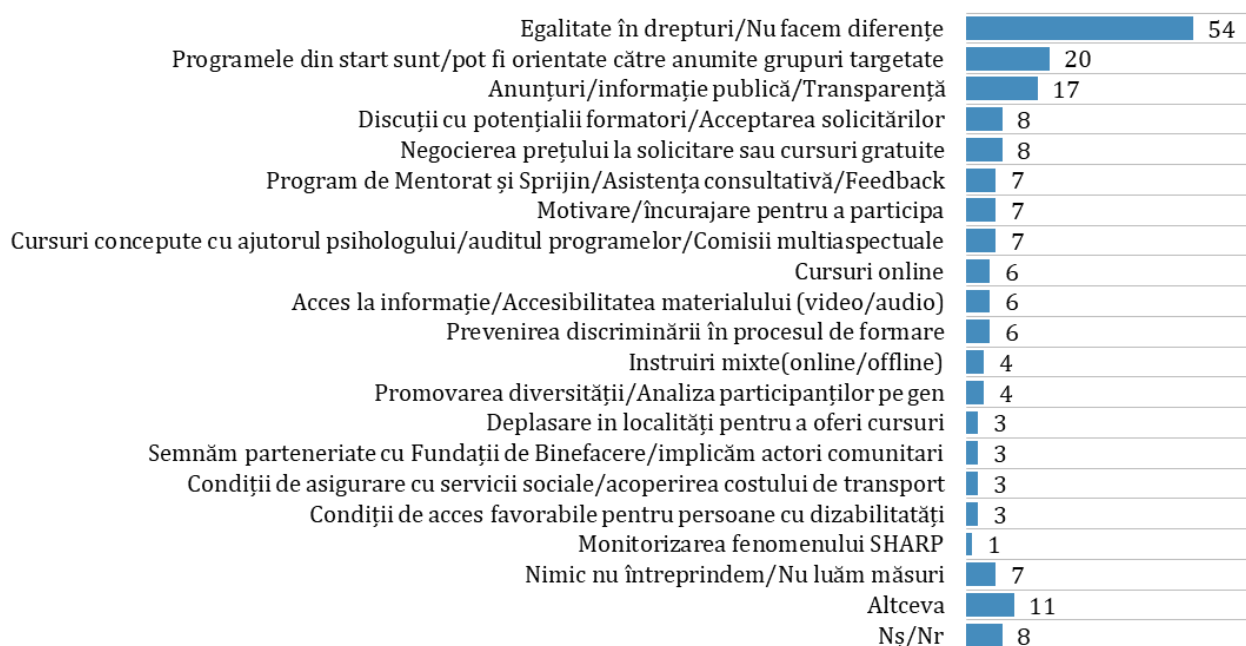 Egalitate în drepturi/Nu facem diferențe 54
Programele din start sunt/pot fi orientate către anumite grupuri targetate 20
Anunțuri/informație publică/Transparență 17
Discuții cu potențialii formatori/Acceptarea solicitărilor 8
Negocierea prețului la solicitare sau cursuri gratuite 8
Program de Mentorat și Sprijin/Asistența consultativă/Feedback 7
Motivare/încurajare pentru a participa 7
Cursuri concepute cu ajutorul psihologului/auditul programelor/Comisii multiaspectuale 7
Cursuri online 6
Acces la informație/Accesibilitatea materialului (video/audio) 6
Prevenirea discriminării în procesul de formare 6
Instruiri mixte(online/offline) 4
Promovarea diversității/Analiza participanților pe gen 4
Deplasare in localități pentru a oferi cursuri 3
Semnăm parteneriate cu Fundații de Binefacere/implicăm actori comunitari 3
Condiții de asigurare cu servicii sociale/acoperirea costului de transport 3
Condiții de acces favorabile pentru persoane cu dizabilitatăți 3
Monitorizarea fenomenului SHARP 1
Nimic nu întreprindem/Nu luăm măsuri 7
Altceva 11
Nș/Nr 8